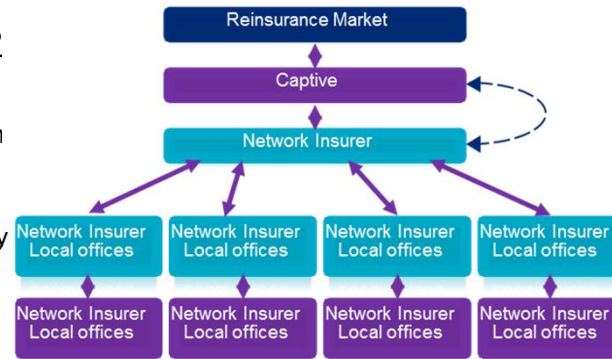 Reinsurance Market
Captive
Network Insurer
Network Insurer Network Insurer Network Insurer Network Insurer
Local offices Local offices Local offices Local offices
Network Insurer Network Insurer Network Insurer Network Insurer
Local offices Local offices Local offices Local offices